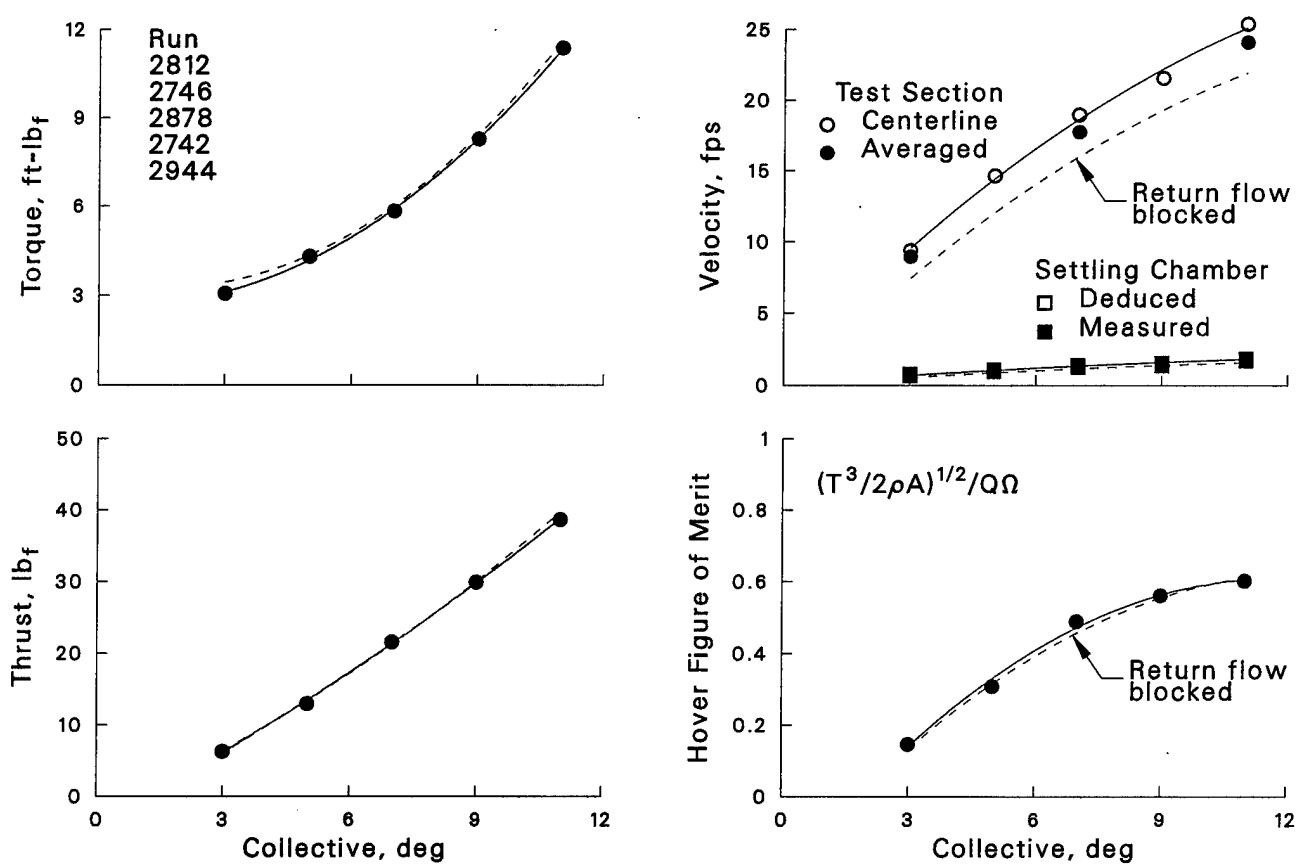 12
9
6
3
0
Torque, ft-lbf
Run
2812
2746
2878
2742
2944
25
20
15
10
5
0
Velocity, fps
Test Section
Centerline
Averaged
Return flow
blocked
Settling Chamber
Deduced
Measured
50
40
30
20
10
0
Thrust, lbf
0 3 6 9 12
Collective, deg
1
0.8
0.6
0.4
0.2
0
Hover Figure of Merit
(T³/2ρA)^1/2/QΩ
Return flow
blocked
0 3 6 9 12
Collective, deg